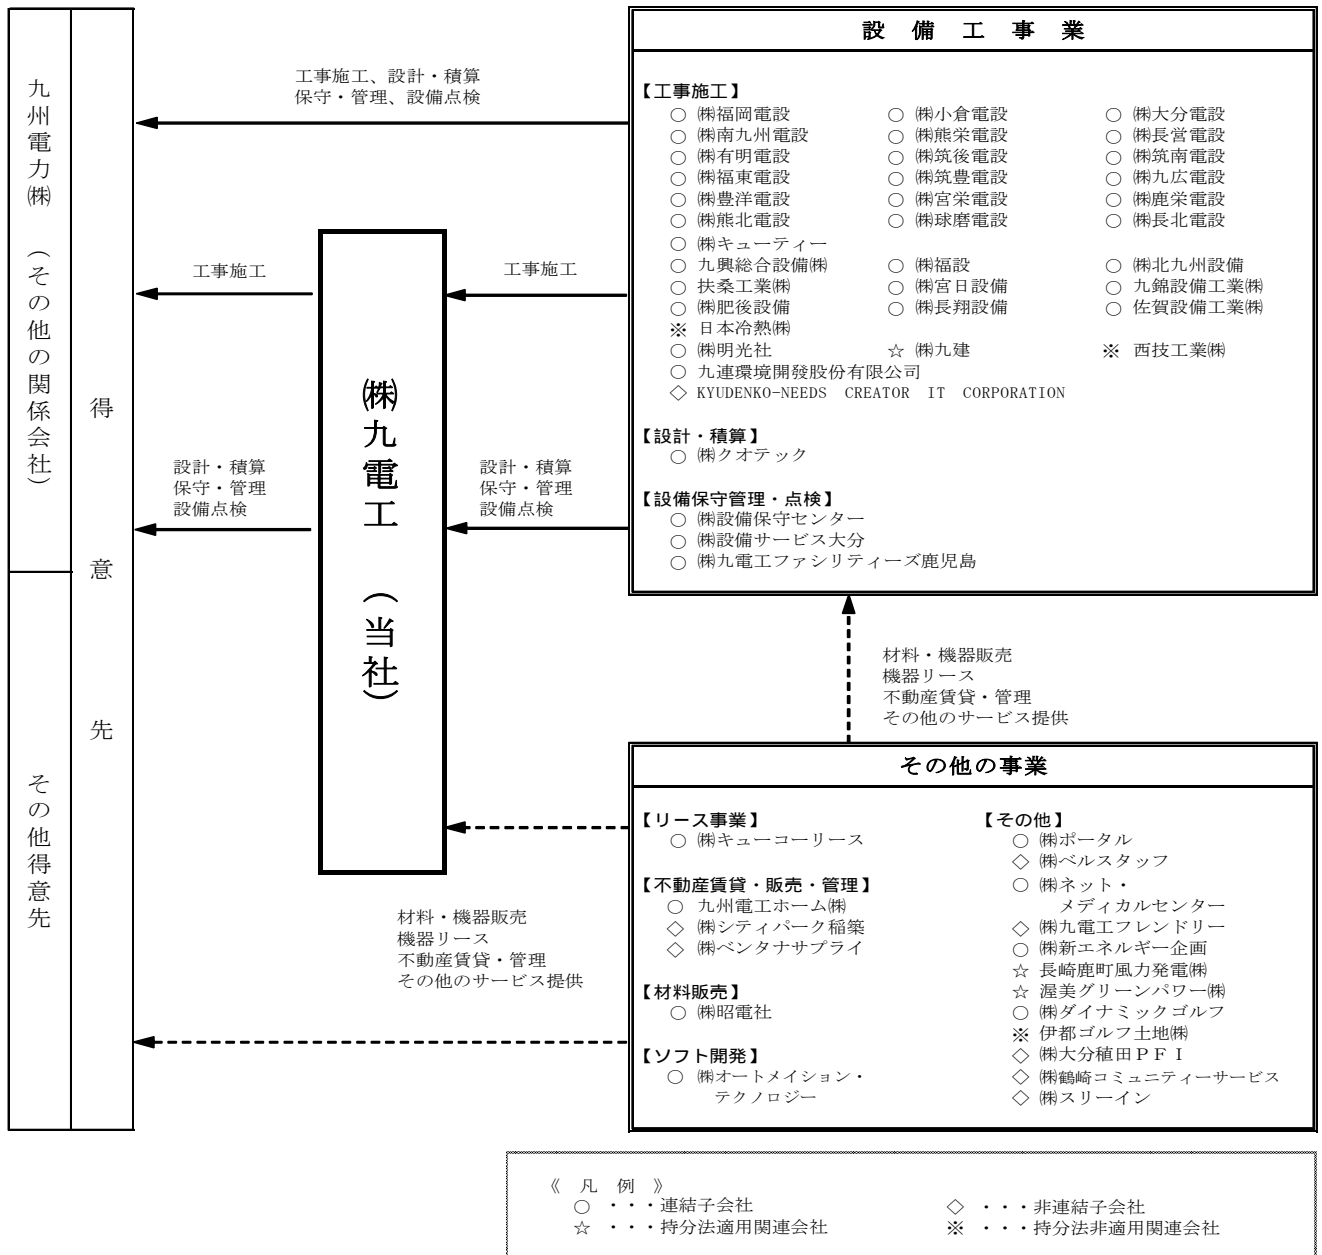 九州電力㈱ （その他の関係会社）
その他得意先
得意先
工事施工、設計・積算
保守・管理、設備点検
工事施工
設計・積算
保守・管理
設備点検
㈱九電工 （当社）
工事施工
設計・積算
保守・管理
設備点検
材料・機器販売
機器リース
不動産賃貸・管理
その他のサービス提供
設 備 工 事 業
【工事施工】
○ ㈱福岡電設 ○ ㈱小倉電設 ○ ㈱大分電設
○ ㈱南九州電設 ○ ㈱熊栄電設 ○ ㈱長営電設
○ ㈱有明電設 ○ ㈱筑後電設 ○ ㈱筑南電設
○ ㈱福東電設 ○ ㈱筑豊電設 ○ ㈱九広電設
○ ㈱豊洋電設 ○ ㈱宮栄電設 ○ ㈱鹿栄電設
○ ㈱熊北電設 ○ ㈱球磨電設 ○ ㈱長北電設
○ ㈱キューティー
○ 九興総合設備㈱ ○ ㈱福設 ○ ㈱北九州設備
○ 扶桑工業㈱ ○ ㈱宮日設備 ○ 九錦設備工業㈱
○ ㈱肥後設備 ○ ㈱長翔設備 ○ 佐賀設備工業㈱
※ 日本冷熱㈱
○ ㈱明光社 ☆ ㈱九建 ※ 西技工業㈱
○ 九連環境開發股份有限公司
◇ KYUDENKO-NEEDS CREATOR IT CORPORATION
【設計・積算】
○ ㈱クオテック
【設備保守管理・点検】
○ ㈱設備保守センター
○ ㈱設備サービス大分
○ ㈱九電工ファシリティーズ鹿児島
材料・機器販売
機器リース
不動産賃貸・管理
その他のサービス提供
その他の事業
【リース事業】
○ ㈱キューコーリース
【不動産賃貸・販売・管理】
○ 九州電工ホーム㈱
◇ ㈱シティパーク稲築
◇ ㈱ベンタナサプライ
【材料販売】
○ ㈱昭電社
【ソフト開発】
○ ㈱オートメイション・
テクノロジー
【その他】
○ ㈱ポータル
◇ ㈱ベルスタッフ
○ ㈱ネット・
メディカルセンター
◇ ㈱九電工フレンドリー
○ ㈱新エネルギー企画
☆ 長崎鹿町風力発電㈱
☆ 渥美グリーンパワー㈱
○ ㈱ダイナミックゴルフ
※ 伊都ゴルフ土地㈱
◇ ㈱大分稙田ＰＦＩ
◇ ㈱鶴崎コミュニティーサービス
◇ ㈱スリーイン
《 凡 例 》
○ ・・・連結子会社 ◇ ・・・非連結子会社
☆ ・・・持分法適用関連会社 ※ ・・・持分法非適用関連会社